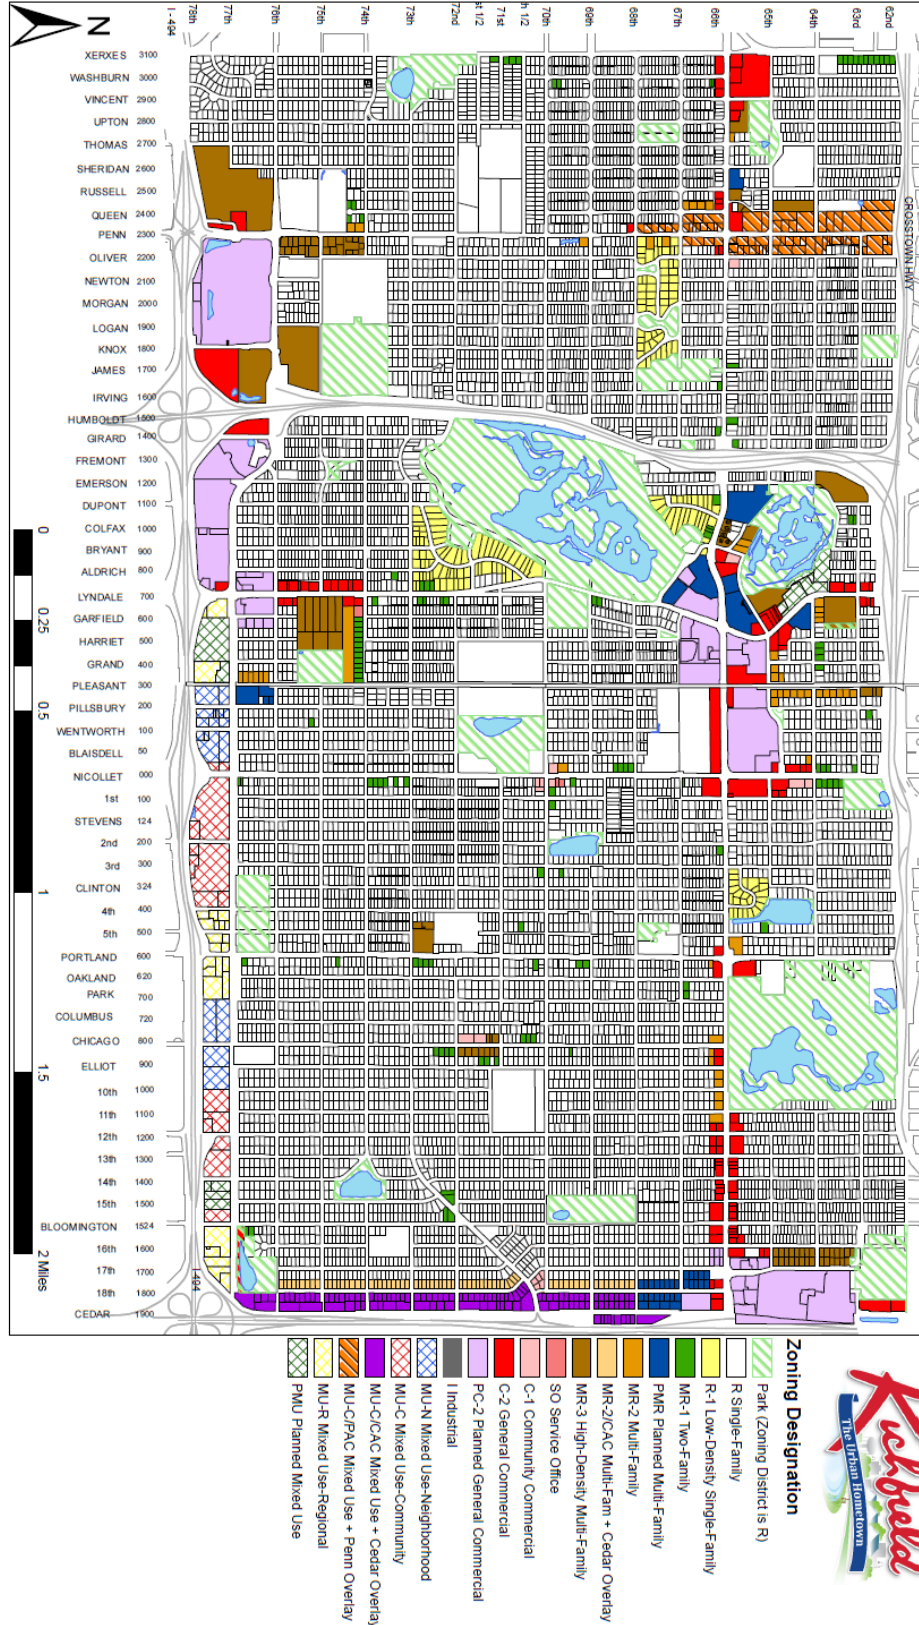 N
I - 494
78th
77th
76th
75th
74th
73rd
72nd
st 1/2
71st
h 1/2
70th
69th
68th
67th
66th
65th
64th
63rd
62nd
CROSSTOWN HWY
XERXES 3100
WASHBURN 3000
VINCENT 2900
UPTON 2800
THOMAS 2700
SHERIDAN 2600
RUSSELL 2500
QUEEN 2400
PENN 2300
OLIVER 2200
NEWTON 2100
MORGAN 2000
LOGAN 1900
KNOX 1800
JAMES 1700
IRVING 1600
HUMBOLDT 1500
GIRARD 1400
FREMONT 1300
EMERSON 1200
DUPONT 1100
COLFAX 1000
BRYANT 900
ALDRICH 800
LYNDALE 700
GARFIELD 600
HARRIET 500
GRAND 400
PLEASANT 300
PILLSBURY 200
WENTWORTH 100
BLAISDELL 50
NICOLLET 000
1st 100
STEVENS 124
2nd 200
3rd 300
CLINTON 324
4th 400
5th 500
PORTLAND 600
OAKLAND 620
PARK 700
COLUMBUS 720
CHICAGO 800
ELLIOT 900
10th 1000
11th 1100
12th 1200
13th 1300
14th 1400
15th 1500
BLOOMINGTON 1524
16th 1600
17th 1700
18th 1800
CEDAR 1900
I 494
0
0.25
0.5
1
1.5
2 Miles
Richfield
The Urban Hometown
Zoning Designation
Park (Zoning District is R)
R Single-Family
R-1 Low-Density Single-Family
MR-1 Two-Family
PMR Planned Multi-Family
MR-2 Multi-Family
MR-2/CAC Multi-Fam + Cedar Overlay
MR-3 High-Density Multi-Family
SO Service Office
C-1 Community Commercial
C-2 General Commercial
PC-2 Planned General Commercial
I Industrial
MU-N Mixed Use-Neighborhood
MU-C Mixed Use-Community
MU-C/CAC Mixed Use + Cedar Overlay
MU-C/PAC Mixed Use + Penn Overlay
MU-R Mixed Use-Regional
PMU Planned Mixed Use